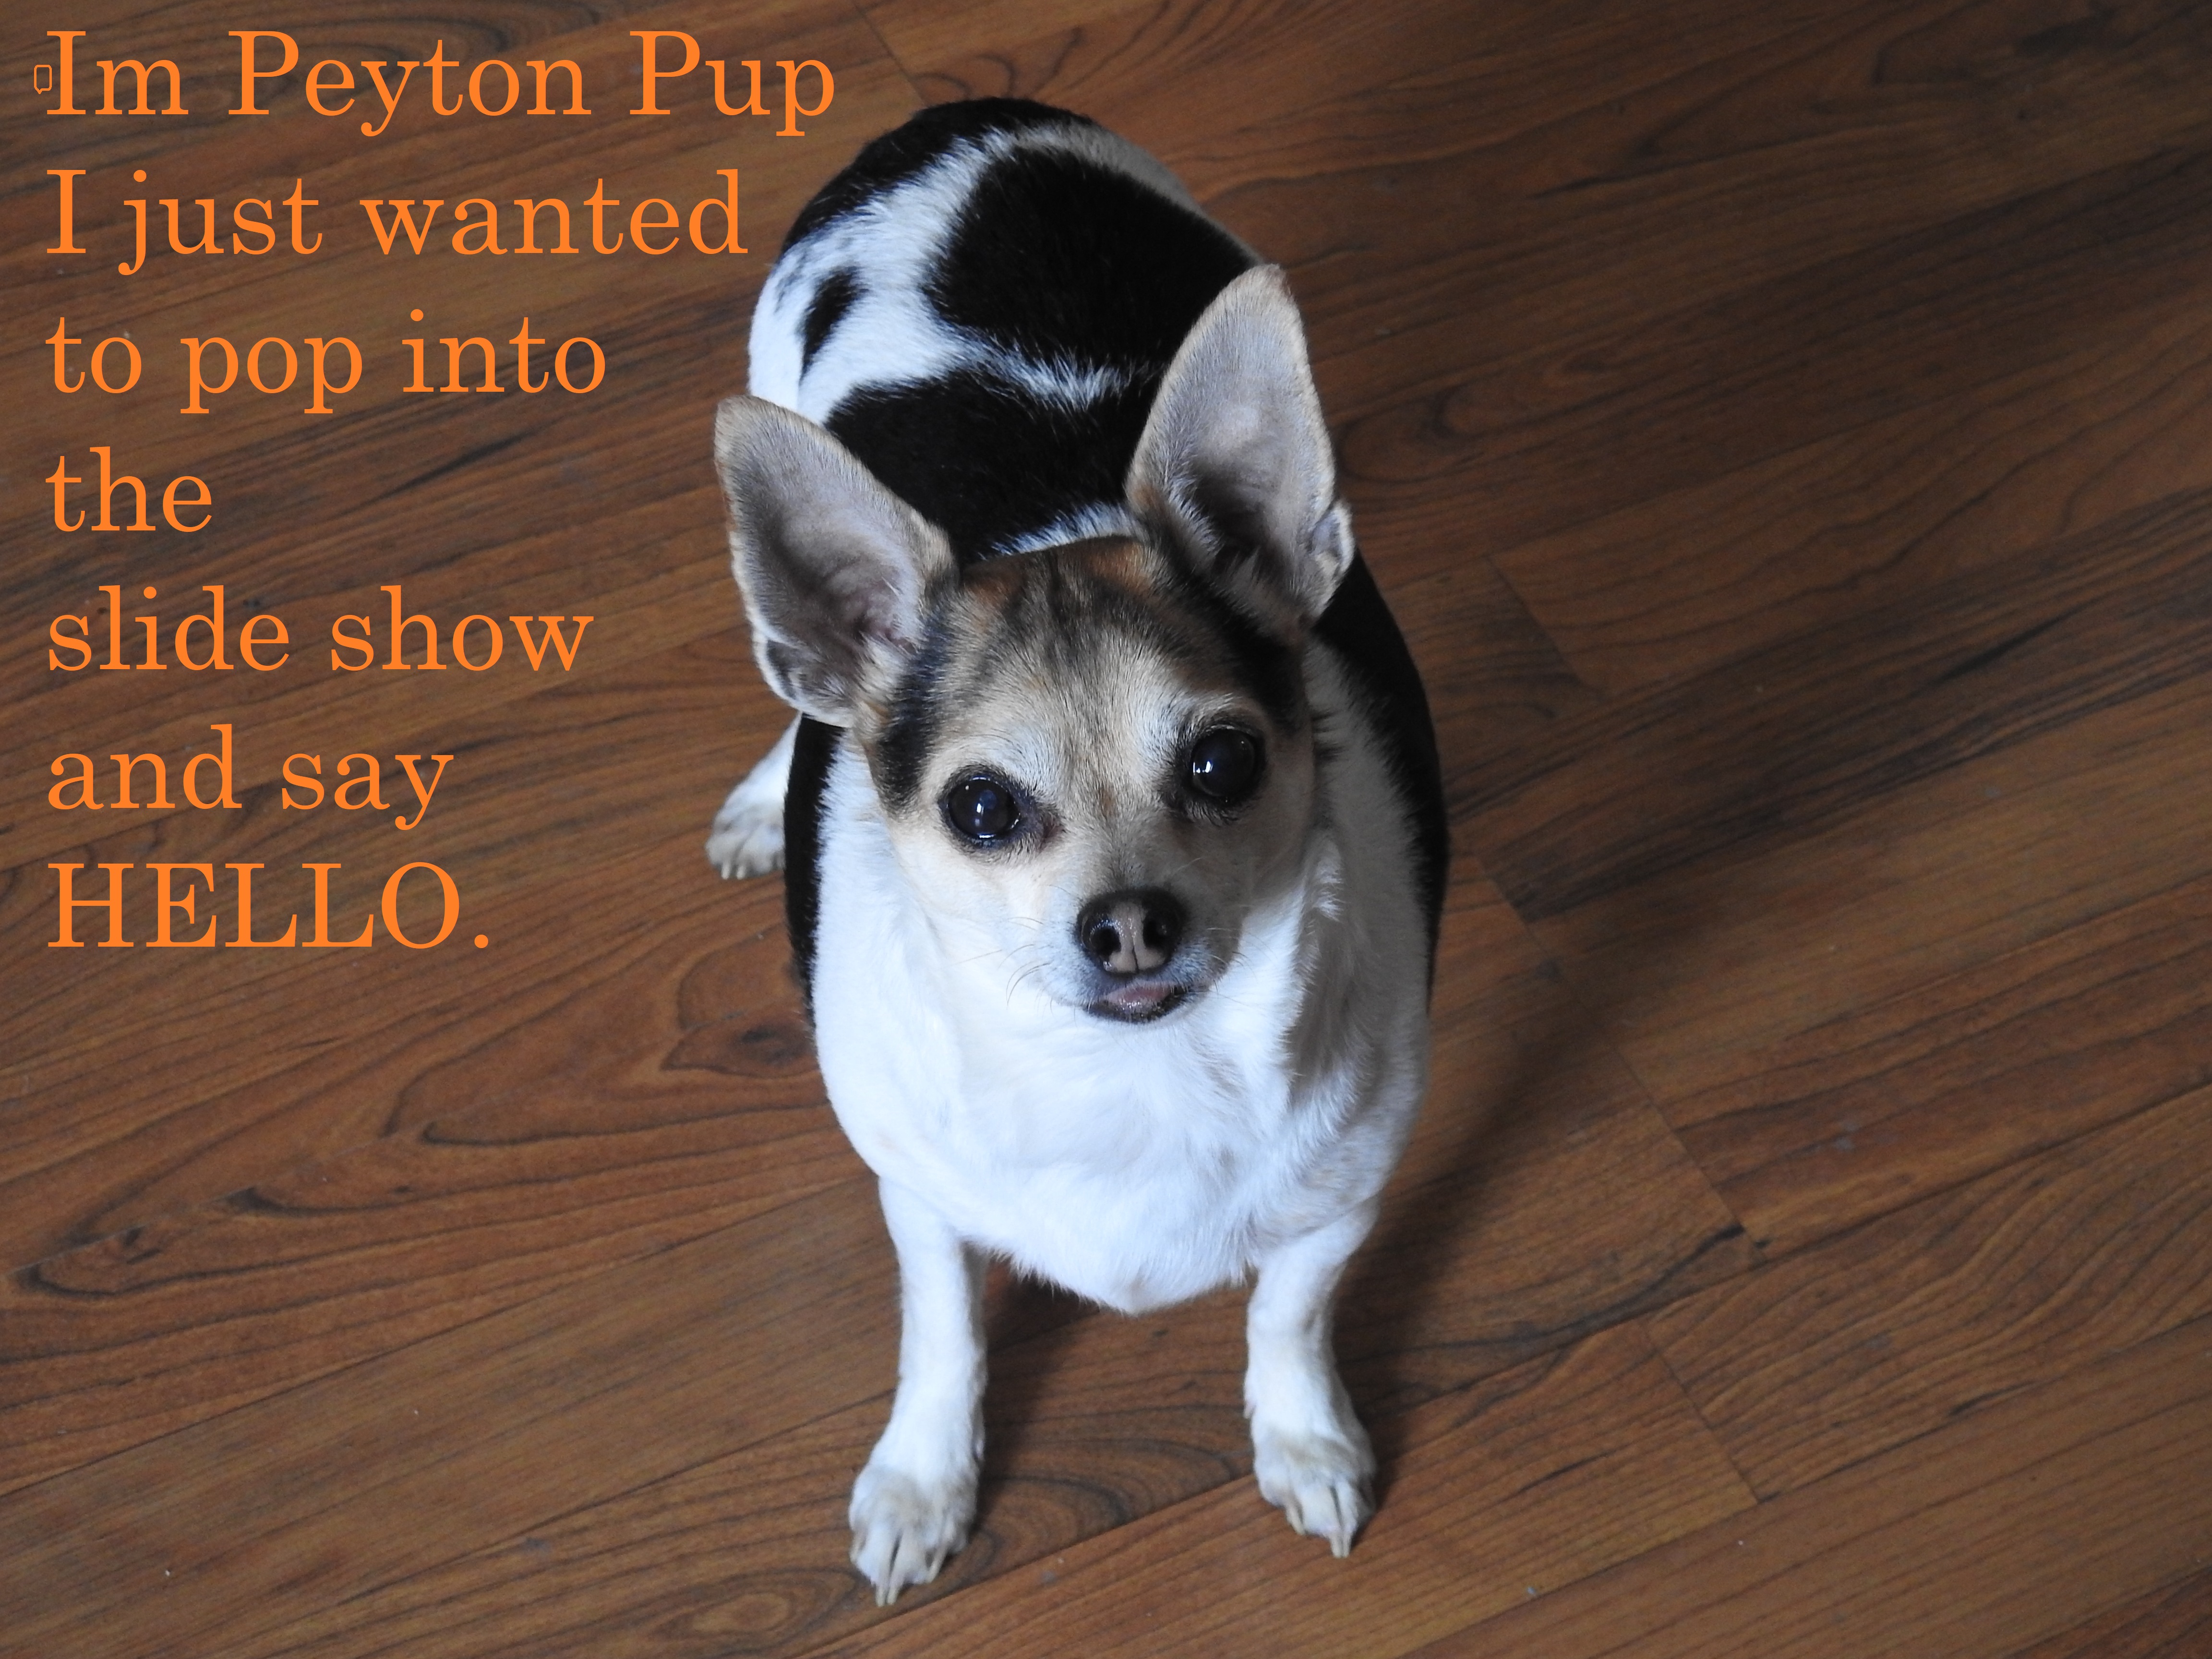 Im Peyton Pup
I just wanted
to pop into
the
slide show
and say
HELLO.